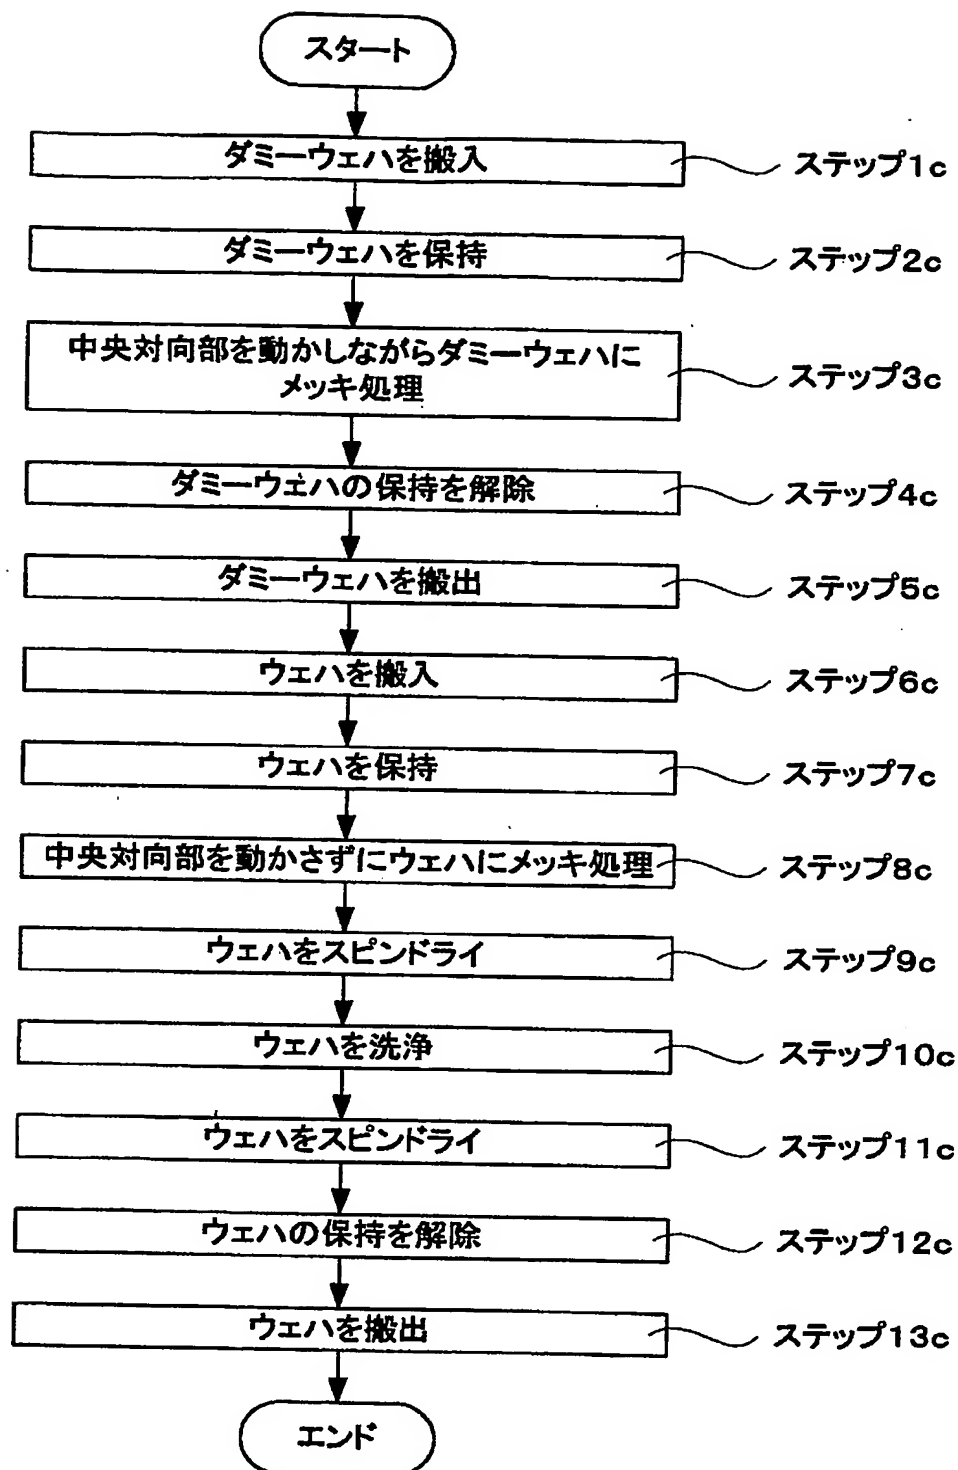 スタート
ダミーウェハを搬入
ステップ1c
ダミーウェハを保持
ステップ2c
中央対向部を動かしながらダミーウェハに
メッキ処理
ステップ3c
ダミーウェハの保持を解除
ステップ4c
ダミーウェハを搬出
ステップ5c
ウェハを搬入
ステップ6c
ウェハを保持
ステップ7c
中央対向部を動かさずにウェハにメッキ処理
ステップ8c
ウェハをスピンドライ
ステップ9c
ウェハを洗浄
ステップ10c
ウェハをスピンドライ
ステップ11c
ウェハの保持を解除
ステップ12c
ウェハを搬出
ステップ13c
エンド